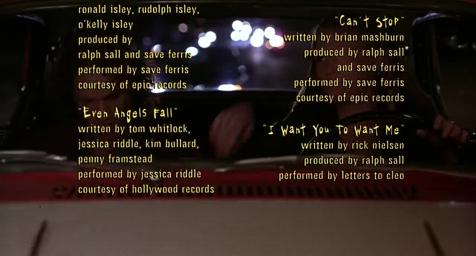 ronald isley, rudolph isley,
o'kelly isley
produced by
ralph sall and save ferris
performed by save ferris
courtesy of epic records
"Even Angels Fall"
written by tom whitlock,
jessica riddle, kim bullard,
penny framstead
performed by jessica riddle
courtesy of hollywood records
"Can't Stop"
written by brian mashburn
produced by ralph sall
and save ferris
performed by save ferris
courtesy of epic records
"I Want You To Want Me"
written by rick nielsen
produced by ralph sall
performed by letters to cleo